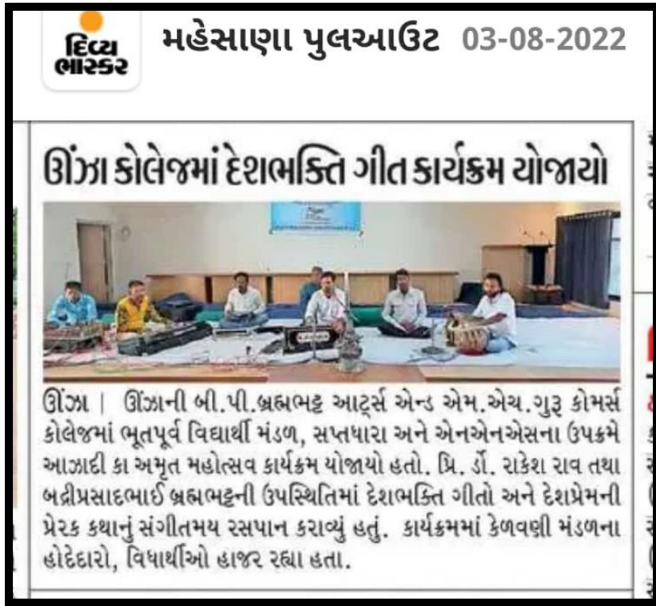 દિવ્ય
ભાસ્કર
મહેસાણા પુલઆઉટ 03-08-2022
ઊંઝા કોલેજમાં દેશભક્તિ ગીત કાર્યક્રમ યોજાયો
ઊંઝા | ઊંઝાની બી.પી.બ્રહ્મભટ્ટ આર્ટ્સ એન્ડ એમ.એચ.ગુરૂ કોમર્સ
કોલેજમાં ભૂતપૂર્વ વિદ્યાર્થી મંડળ, સપ્તધારા અને એનએનએસના ઉપક્રમે
આઝાદી કા અમૃત મહોત્સવ કાર્યક્રમ યોજાયો હતો. પ્રિ. ડૉ. રાકેશ રાવ તથા
બદ્રીપ્રસાદભાઈ બ્રહ્મભટ્ટની ઉપસ્થિતિમાં દેશભક્તિ ગીતો અને દેશપ્રેમની
પ્રેરક કથાનું સંગીતમય રસપાન કરાવ્યું હતું. કાર્યક્રમમાં કેળવણી મંડળના
હોદેદારો, વિધાર્થીઓ હાજર રહ્યા હતા.